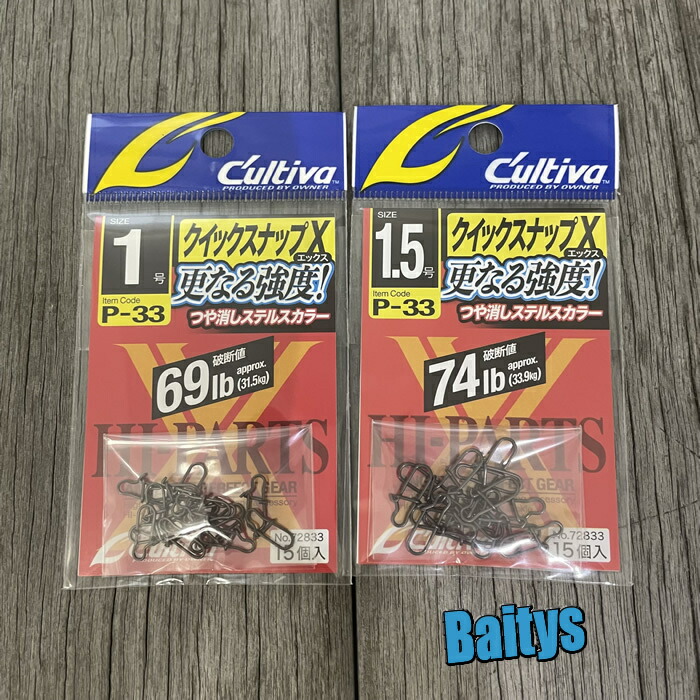 C'ultiva™
PRODUCED BY OWNER
SIZE
1号
クイックスナップX
エックス
Item Code
P-33
更なる強度!
つや消しステルスカラー
破断値
69lb approx.
(31.5kg)
HI-PARTS
No.72833
15個入
Cultiva
C'ultiva™
PRODUCED BY OWNER
SIZE
1.5号
クイックスナップX
エックス
Item Code
P-33
更なる強度!
つや消しステルスカラー
破断値
74lb approx.
(33.9kg)
HI-PARTS
GEAR
No.72833
15個入
Baitys